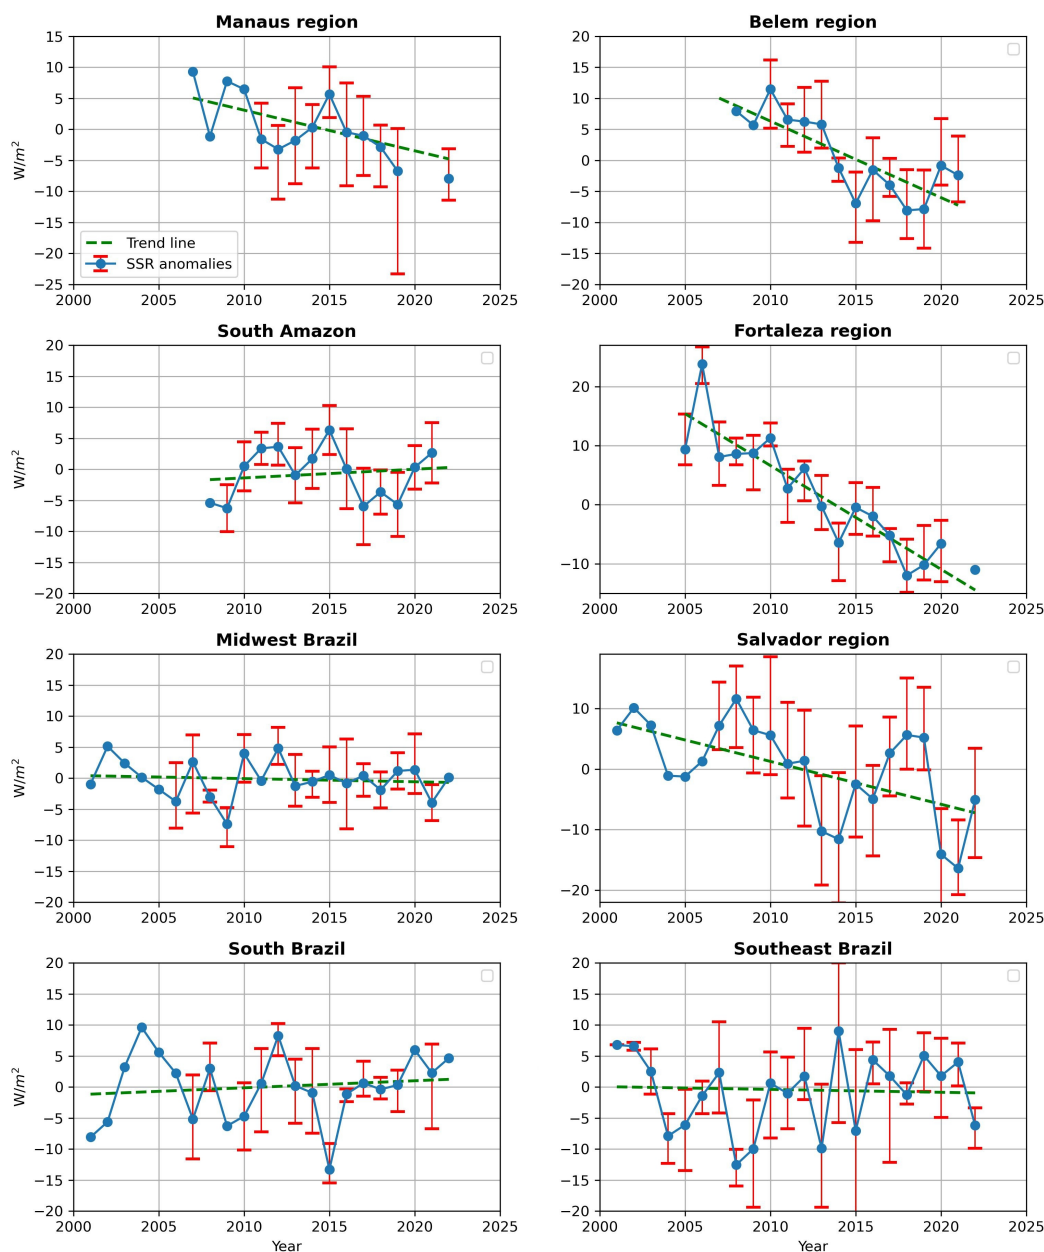 Manaus region
W/m²
15
10
5
0
−5
−10
−15
−20
−25
Trend line
SSR anomalies
2000 2005 2010 2015 2020 2025
Belem region
20
15
10
5
0
−5
−10
−15
−20
2000 2005 2010 2015 2020 2025
South Amazon
W/m²
20
15
10
5
0
−5
−10
−15
−20
2000 2005 2010 2015 2020 2025
Fortaleza region
20
10
0
−10
2000 2005 2010 2015 2020 2025
Midwest Brazil
W/m²
20
15
10
5
0
−5
−10
−15
−20
2000 2005 2010 2015 2020 2025
Salvador region
10
0
−10
−20
2000 2005 2010 2015 2020 2025
South Brazil
W/m²
20
15
10
5
0
−5
−10
−15
−20
2000 2005 2010 2015 2020 2025
Year
Southeast Brazil
20
15
10
5
0
−5
−10
−15
−20
2000 2005 2010 2015 2020 2025
Year